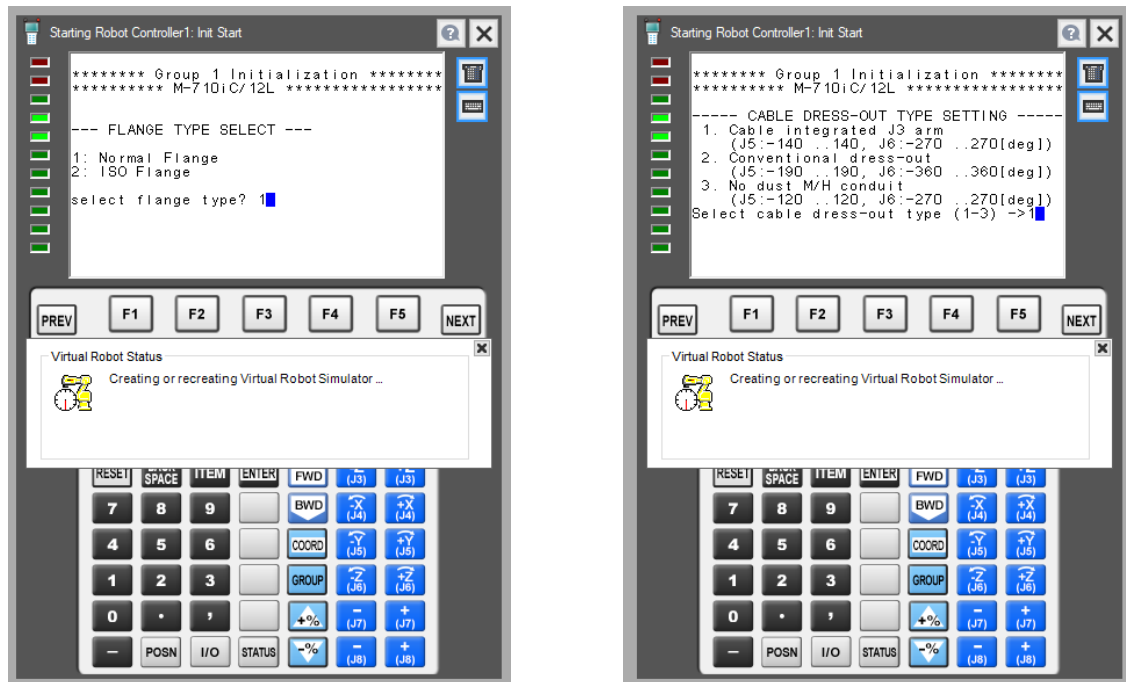 Starting Robot Controller1: Init Start
******** Group 1 Initialization ********
********** M-710iC/12L *****************
--- FLANGE TYPE SELECT ---
1: Normal Flange
2: ISO Flange
select flange type? 1
PREV F1 F2 F3 F4 F5 NEXT
Virtual Robot Status
Creating or recreating Virtual Robot Simulator ...
RESET SPACE ITEM ENTER FWD (J3) (J3)
7 8 9 BWD -X (J4) +X (J4)
4 5 6 COORD -Y (J5) +Y (J5)
1 2 3 GROUP -Z (J6) +Z (J6)
0 . , +% - (J7) + (J7)
- POSN I/O STATUS -% - (J8) + (J8)
Starting Robot Controller1: Init Start
******** Group 1 Initialization ********
********** M-710iC/12L *****************
----- CABLE DRESS-OUT TYPE SETTING -----
1. Cable integrated J3 arm
(J5:-140 ..140, J6:-270 ..270[deg])
2. Conventional dress-out
(J5:-190 ..190, J6:-360 ..360[deg])
3. No dust M/H conduit
(J5:-120 ..120, J6:-270 ..270[deg])
Select cable dress-out type (1-3) ->1
PREV F1 F2 F3 F4 F5 NEXT
Virtual Robot Status
Creating or recreating Virtual Robot Simulator ...
RESET SPACE ITEM ENTER FWD (J3) (J3)
7 8 9 BWD -X (J4) +X (J4)
4 5 6 COORD -Y (J5) +Y (J5)
1 2 3 GROUP -Z (J6) +Z (J6)
0 . , +% - (J7) + (J7)
- POSN I/O STATUS -% - (J8) + (J8)